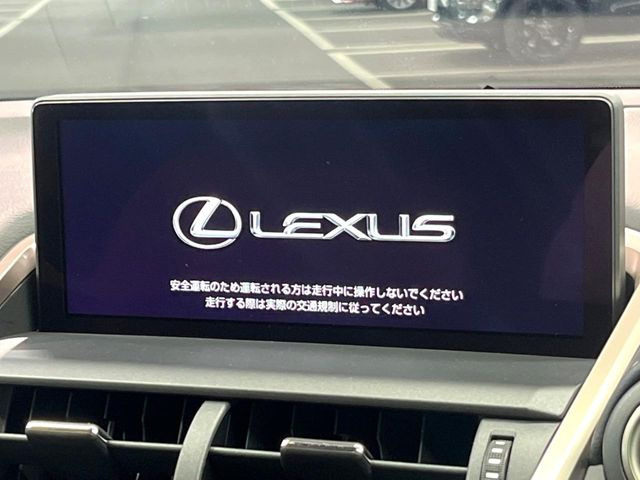 LEXUS
安全運転のため運転される方は走行中に操作しないでください
走行する際は実際の交通規制に従ってください